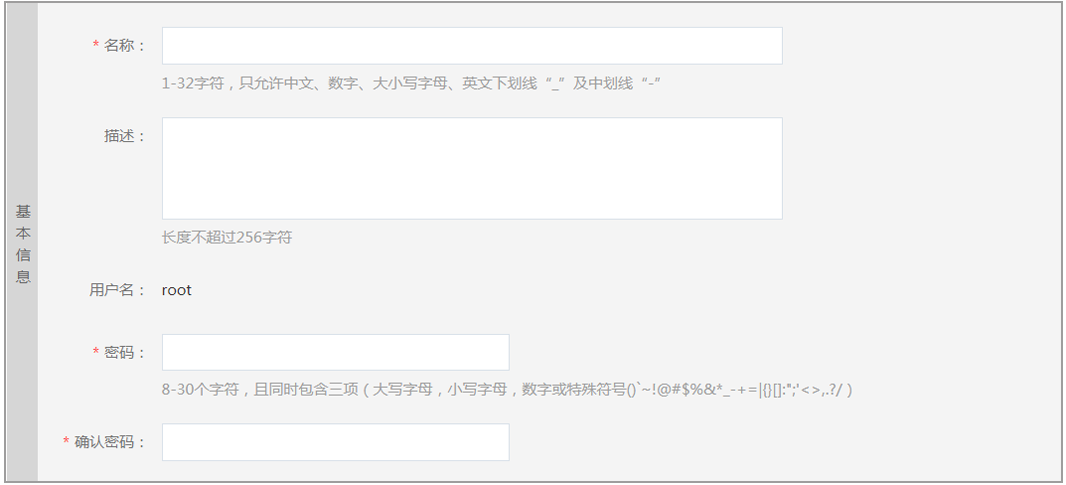 * 名称：
1-32字符，只允许中文、数字、大小写字母、英文下划线“_”及中划线“-”
描述：
长度不超过256字符
基本信息
用户名： root
* 密码：
8-30个字符，且同时包含三项（大写字母，小写字母，数字或特殊符号()`~!@#$%&*_-+=|{}[]:";'<>,.?/）
* 确认密码：